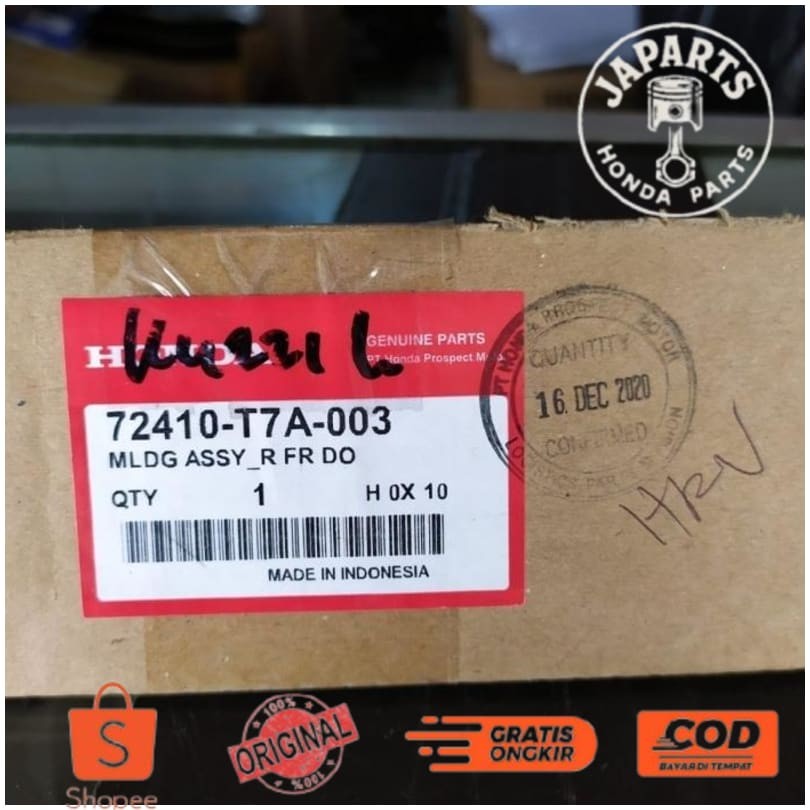 JAPARTS
HONDA PARTS
HONDA
GENUINE PARTS
PT Honda Prospect Motor
72410-T7A-003
MLDG ASSY_R FR DO
QTY 1 H 0X 10
MADE IN INDONESIA
QUANTITY
16. DEC 2020
CONFIRMED
HRV
Shopee
100%
ORIGINAL
100%
GRATIS
ONGKIR
COD
BAYAR DI TEMPAT